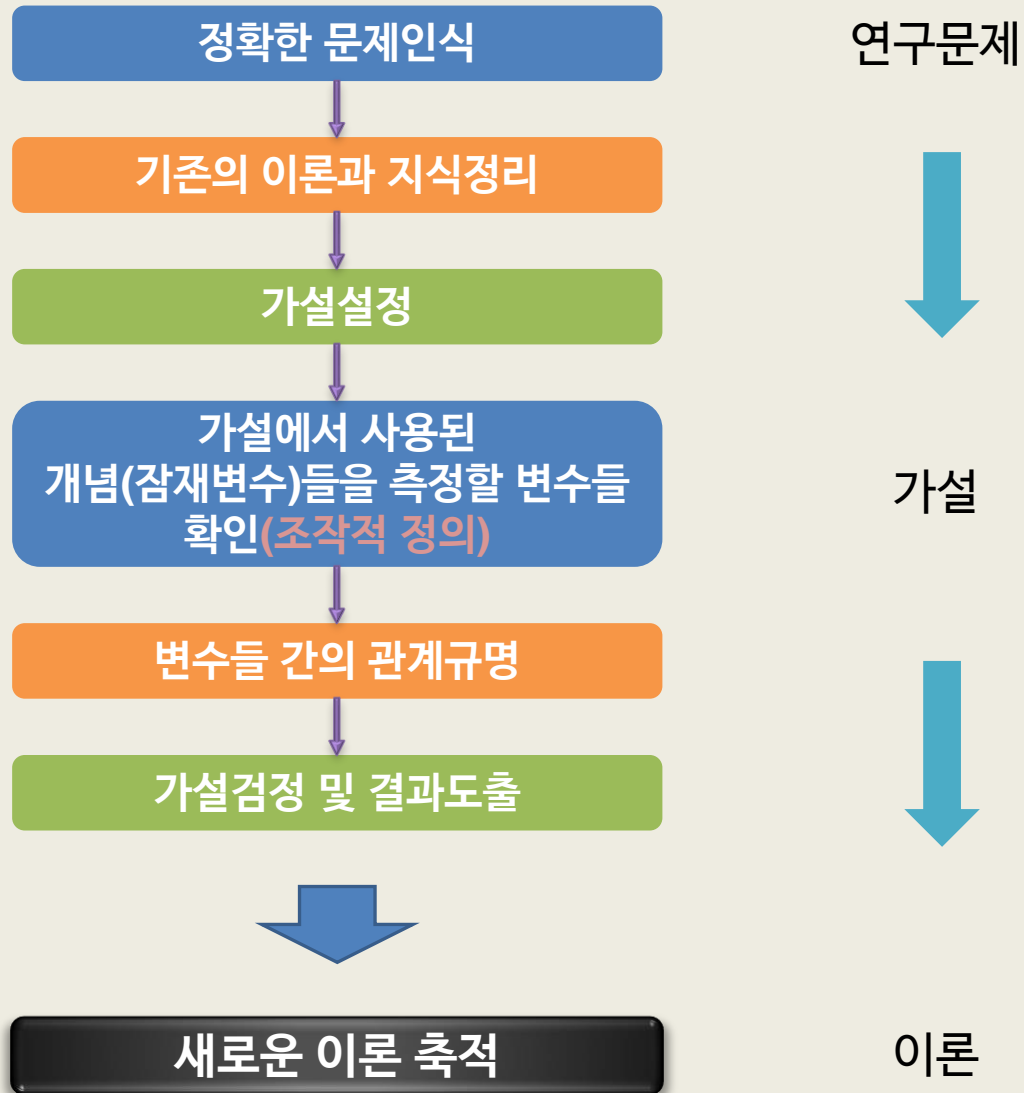 정확한 문제인식
연구문제
기존의 이론과 지식정리
가설설정
가설에서 사용된
개념(잠재변수)들을 측정할 변수들
확인(조작적 정의)
가설
변수들 간의 관계규명
가설검정 및 결과도출
새로운 이론 축적
이론